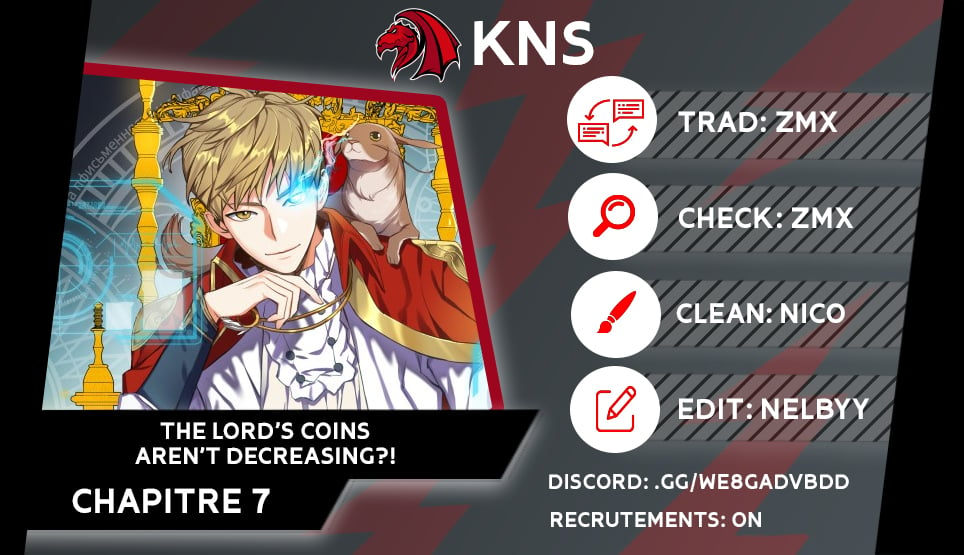 KNS
TRAD: ZMX
CHECK: ZMX
CLEAN: NICO
EDIT: NELBYY
THE LORD'S COINS
AREN'T DECREASING?!
CHAPITRE 7
DISCORD: .GG/WE8GADVBDD
RECRUTEMENTS: ON